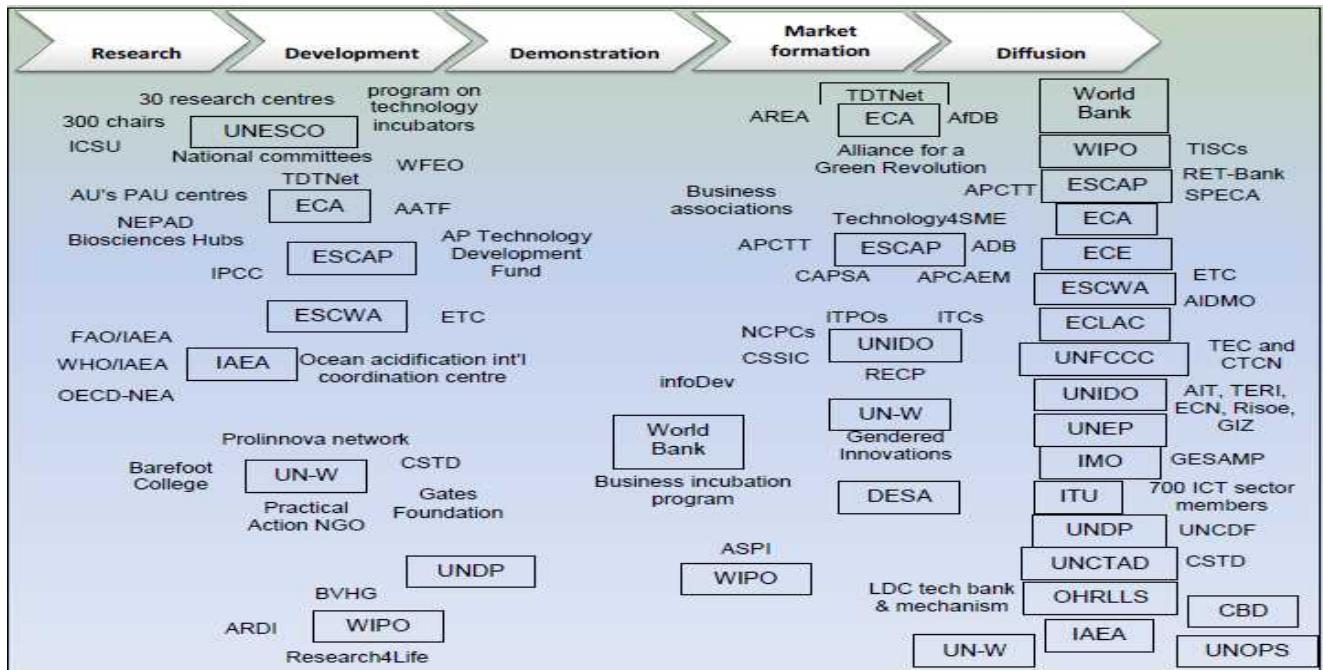 Research
Development
Demonstration
Market
formation
Diffusion
30 research centres
300 chairs
ICSU
UNESCO
National committees
program on
technology
incubators
WFEO
TDTNet
AU's PAU centres
ECA
AATF
NEPAD
Biosciences Hubs
IPCC
ESCAP
AP Technology
Development
Fund
ESCWA
ETC
FAO/IAEA
WHO/IAEA
OECD-NEA
IAEA
Ocean acidification int'l
coordination centre
Prolinnova network
Barefoot
College
UN-W
CSTD
Practical
Action NGO
Gates
Foundation
UNDP
BVHG
ARDI
WIPO
Research4Life
TDTNet
AREA
ECA
AfDB
Alliance for a
Green Revolution
Business
associations
Technology4SME
APCTT
ESCAP
ADB
CAPSA
APCAEM
ITPOs
ITCs
NCPCs
CSSIC
UNIDO
RECP
infoDev
World
Bank
Business incubation
program
UN-W
Gendered
Innovations
DESA
ASPI
WIPO
World
Bank
WIPO
TISCs
APCTT
ESCAP
RET-Bank
SPECA
ECA
ECE
ESCWA
ETC
AIDMO
ECLAC
UNFCCC
TEC and
CTCN
UNIDO
AIT, TERI,
ECN, Risoe,
GIZ
UNEP
IMO
GESAMP
ITU
700 ICT sector
members
UNDP
UNCDF
UNCTAD
CSTD
LDC tech bank
& mechanism
OHRLLS
CBD
IAEA
UN-W
UNOPS